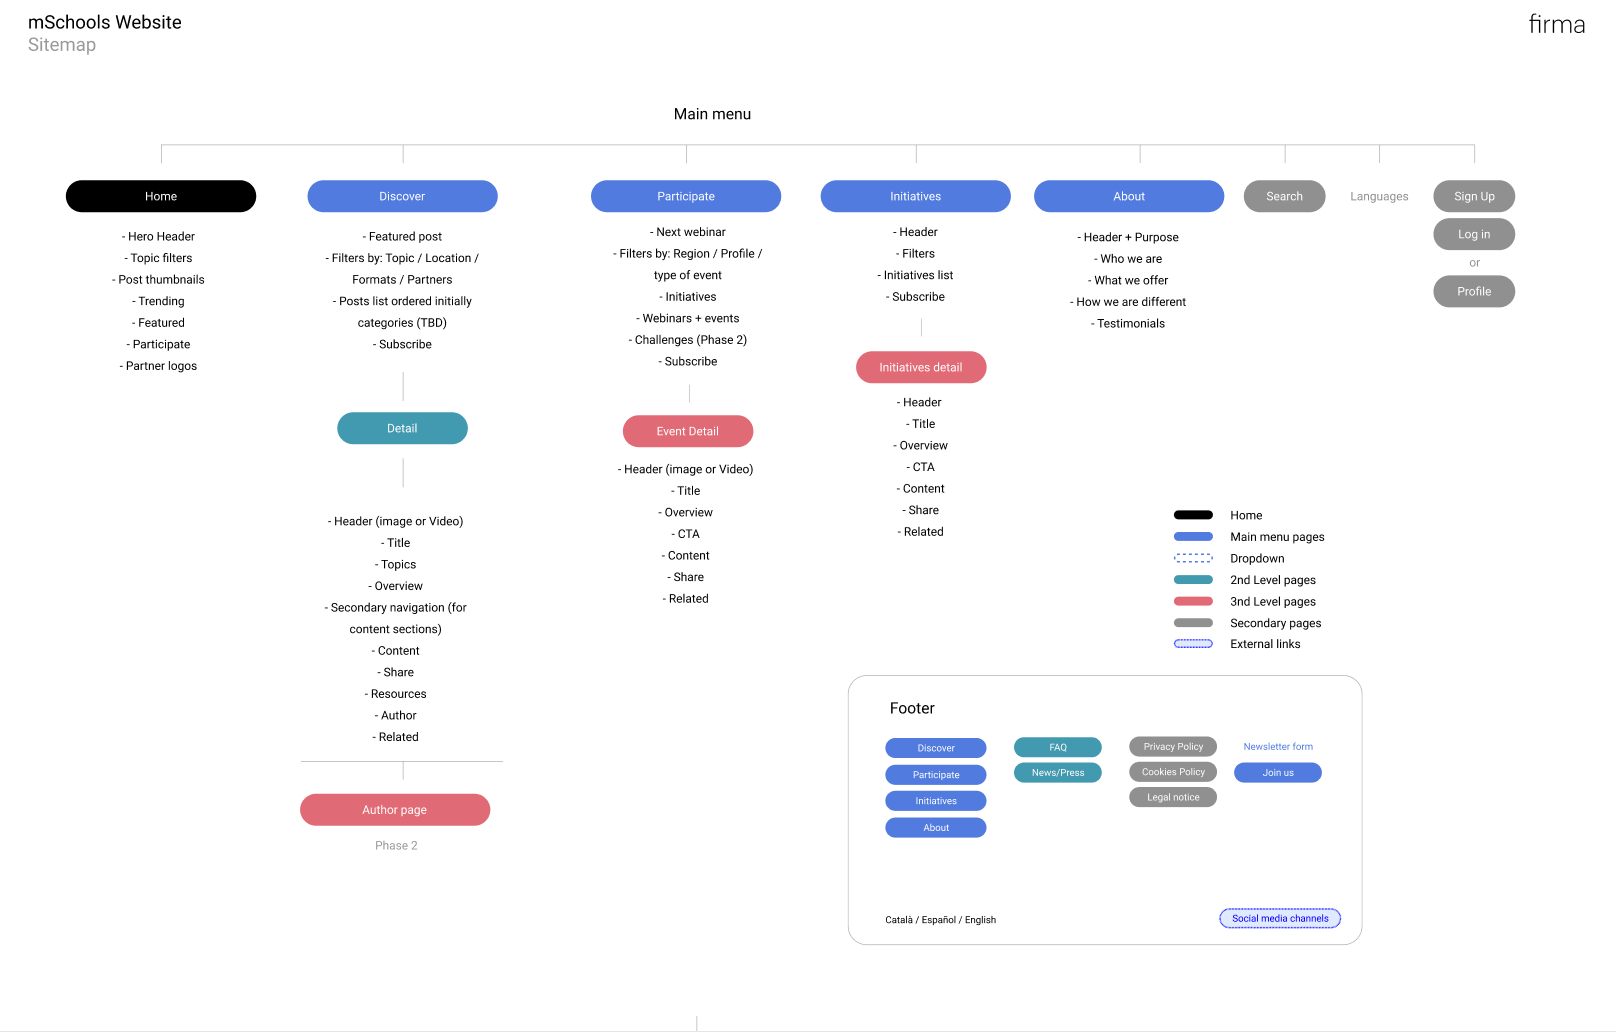 mSchools Website
Sitemap
firma
Main menu
Home
- Hero Header
- Topic filters
- Post thumbnails
- Trending
- Featured
- Participate
- Partner logos
Discover
- Featured post
- Filters by: Topic / Location /
Formats / Partners
- Posts list ordered initially
categories (TBD)
- Subscribe
Detail
- Header (image or Video)
- Title
- Topics
- Overview
- Secondary navigation (for
content sections)
- Content
- Share
- Resources
- Author
- Related
Author page
Phase 2
Participate
- Next webinar
- Filters by: Region / Profile /
type of event
- Initiatives
- Webinars + events
- Challenges (Phase 2)
- Subscribe
Event Detail
- Header (image or Video)
- Title
- Overview
- CTA
- Content
- Share
- Related
Initiatives
- Header
- Filters
- Initiatives list
- Subscribe
Initiatives detail
- Header
- Title
- Overview
- CTA
- Content
- Share
- Related
About
- Header + Purpose
- Who we are
- What we offer
- How we are different
- Testimonials
Search
Languages
Sign Up
Log in
or
Profile
Home
Main menu pages
Dropdown
2nd Level pages
3nd Level pages
Secondary pages
External links
Footer
Discover
Participate
Initiatives
About
FAQ
News/Press
Privacy Policy
Cookies Policy
Legal notice
Newsletter form
Join us
Català / Español / English
Social media channels